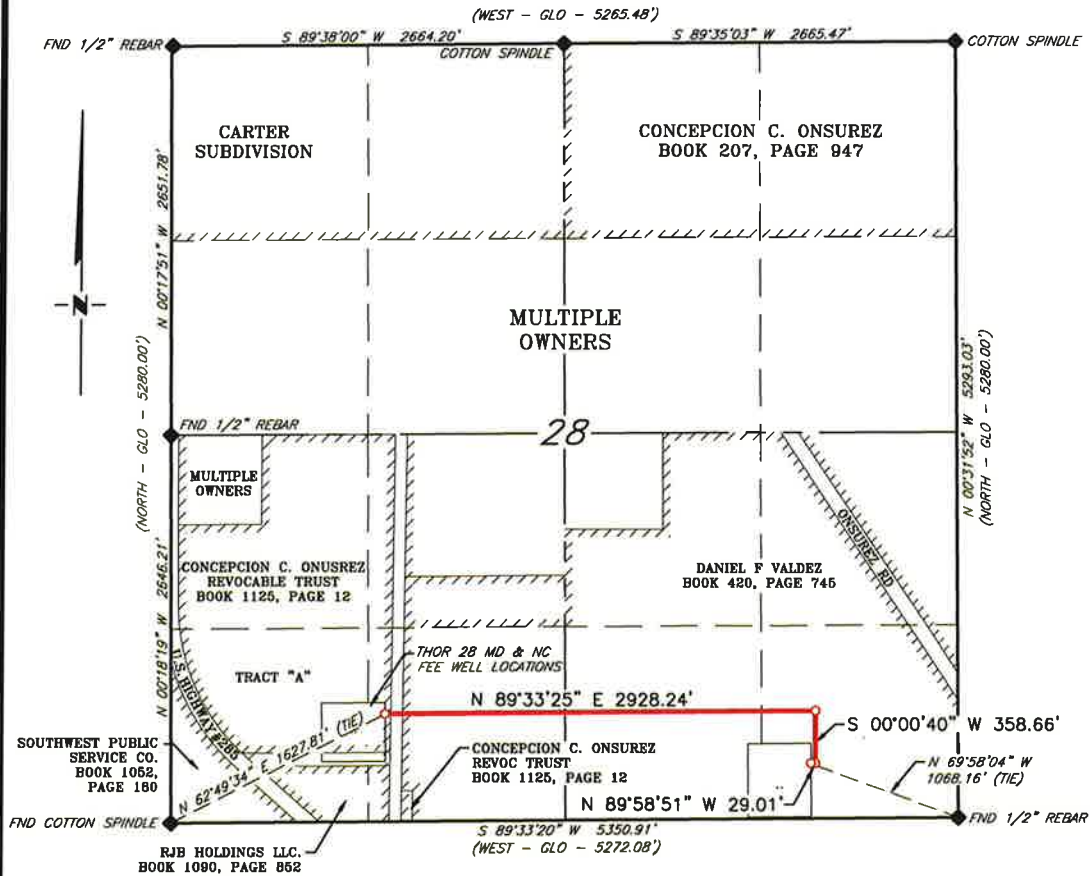 (WEST - GLO - 5265.48')
FND 1/2" REBAR
S 89°38'00" W 2664.20'
COTTON SPINDLE
S 89°35'03" W 2665.47'
COTTON SPINDLE
CARTER
SUBDIVISION
CONCEPCION C. ONSUREZ
BOOK 207, PAGE 947
N 00°17'51" W 2651.78'
N
(NORTH - GLO - 5280.00')
MULTIPLE
OWNERS
N 00°31'52" W 5293.03'
(NORTH - GLO - 5280.00')
FND 1/2" REBAR
28
MULTIPLE
OWNERS
ONSUREZ RD
CONCEPCION C. ONUSREZ
REVOCABLE TRUST
BOOK 1125, PAGE 12
DANIEL F VALDEZ
BOOK 420, PAGE 745
N 00°18'19" W 2646.21'
THOR 28 MD & NC
FEE WELL LOCATIONS
TRACT "A"
U.S. HIGHWAY #285
N 89°33'25" E 2928.24'
S 00°00'40" W 358.66'
SOUTHWEST PUBLIC
SERVICE CO.
BOOK 1052,
PAGE 180
N 62°49'34" E 1627.81' (TIE)
CONCEPCION C. ONSUREZ
REVOC TRUST
BOOK 1125, PAGE 12
N 69°58'04" W
1068.16' (TIE)
N 89°58'51" W 29.01'
FND COTTON SPINDLE
S 89°33'20" W 5350.91'
(WEST - GLO - 5272.08')
FND 1/2" REBAR
RJB HOLDINGS LLC.
BOOK 1090, PAGE 852